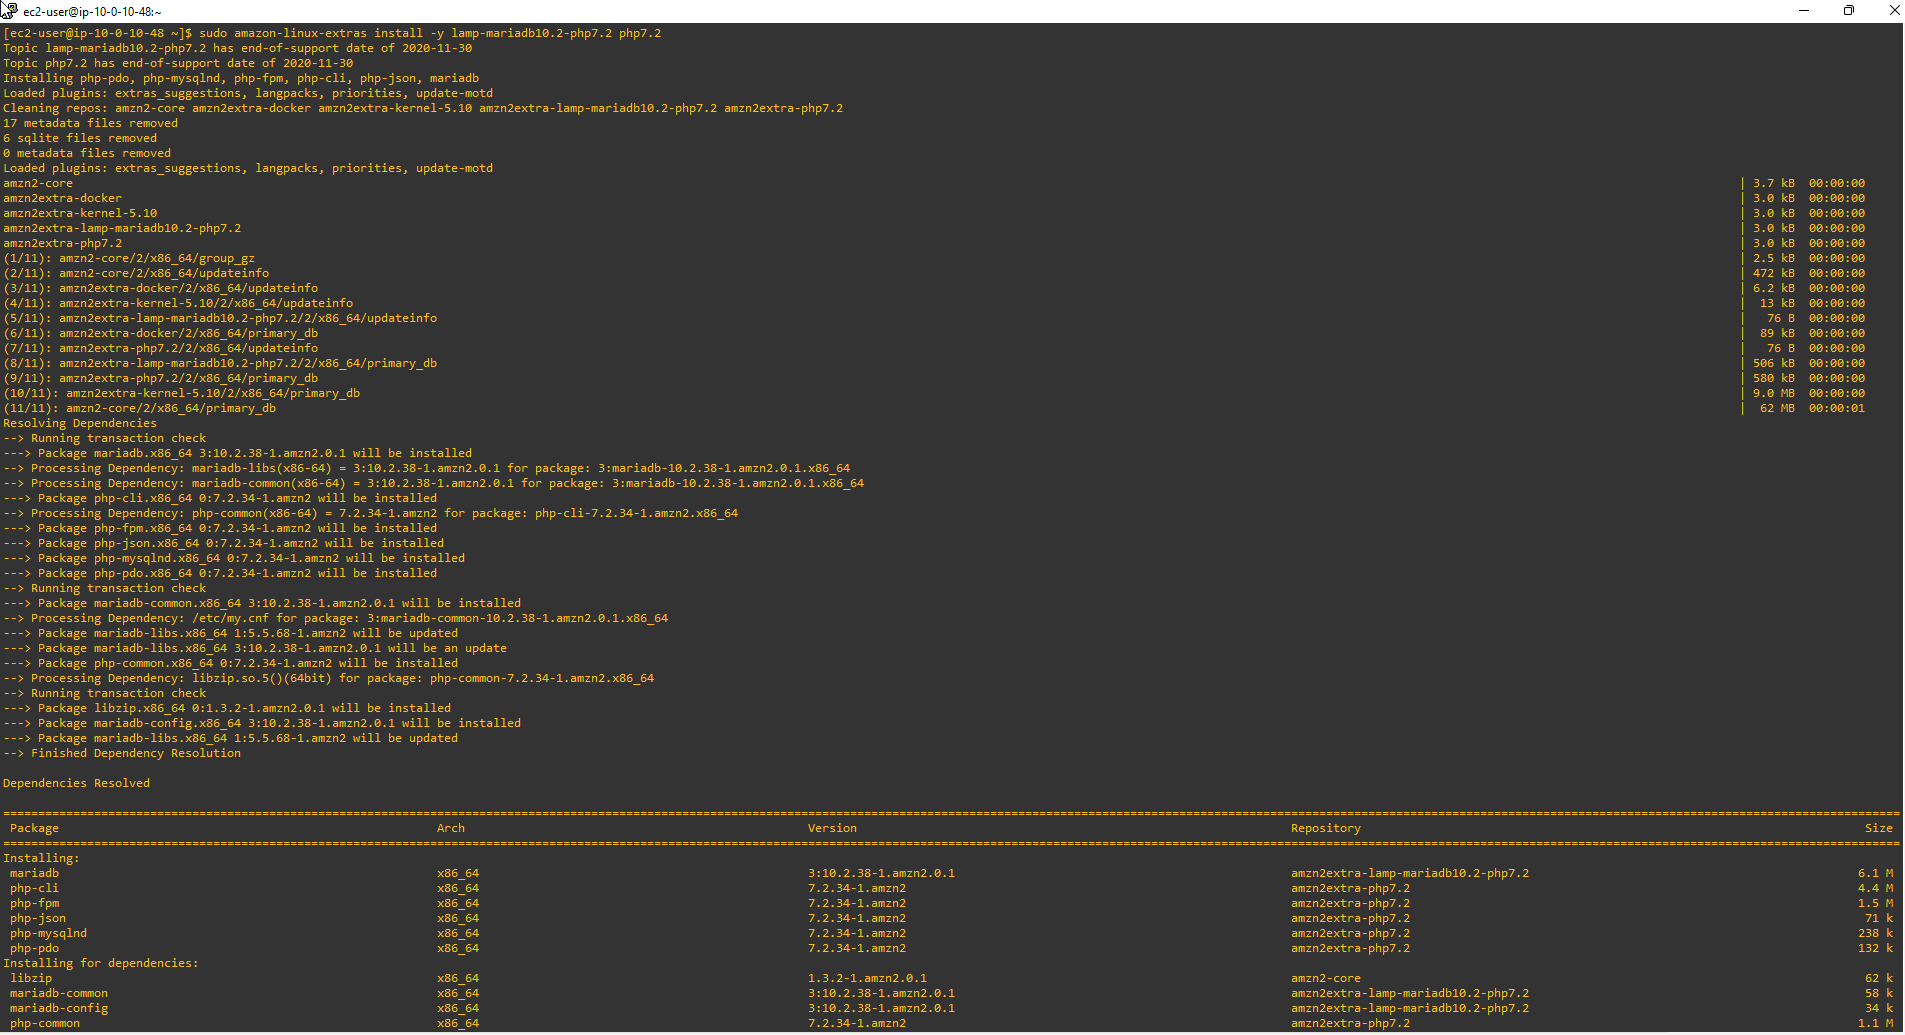 ec2-user@ip-10-0-10-48:~
[ec2-user@ip-10-0-10-48 ~]$ sudo amazon-linux-extras install -y lamp-mariadb10.2-php7.2 php7.2
Topic lamp-mariadb10.2-php7.2 has end-of-support date of 2020-11-30
Topic php7.2 has end-of-support date of 2020-11-30
Installing php-pdo, php-mysqlnd, php-fpm, php-cli, php-json, mariadb
Loaded plugins: extras_suggestions, langpacks, priorities, update-motd
Cleaning repos: amzn2-core amzn2extra-docker amzn2extra-kernel-5.10 amzn2extra-lamp-mariadb10.2-php7.2 amzn2extra-php7.2
17 metadata files removed
6 sqlite files removed
0 metadata files removed
Loaded plugins: extras_suggestions, langpacks, priorities, update-motd
amzn2-core | 3.7 kB 00:00:00
amzn2extra-docker | 3.0 kB 00:00:00
amzn2extra-kernel-5.10 | 3.0 kB 00:00:00
amzn2extra-lamp-mariadb10.2-php7.2 | 3.0 kB 00:00:00
amzn2extra-php7.2 | 3.0 kB 00:00:00
(1/11): amzn2-core/2/x86_64/group_gz | 2.5 kB 00:00:00
(2/11): amzn2-core/2/x86_64/updateinfo | 472 kB 00:00:00
(3/11): amzn2extra-docker/2/x86_64/updateinfo | 6.2 kB 00:00:00
(4/11): amzn2extra-kernel-5.10/2/x86_64/updateinfo | 13 kB 00:00:00
(5/11): amzn2extra-lamp-mariadb10.2-php7.2/2/x86_64/updateinfo | 76 B 00:00:00
(6/11): amzn2extra-docker/2/x86_64/primary_db | 89 kB 00:00:00
(7/11): amzn2extra-php7.2/2/x86_64/updateinfo | 76 B 00:00:00
(8/11): amzn2extra-lamp-mariadb10.2-php7.2/2/x86_64/primary_db | 506 kB 00:00:00
(9/11): amzn2extra-php7.2/2/x86_64/primary_db | 580 kB 00:00:00
(10/11): amzn2extra-kernel-5.10/2/x86_64/primary_db | 9.0 MB 00:00:00
(11/11): amzn2-core/2/x86_64/primary_db | 62 MB 00:00:01
Resolving Dependencies
--> Running transaction check
---> Package mariadb.x86_64 3:10.2.38-1.amzn2.0.1 will be installed
--> Processing Dependency: mariadb-libs(x86-64) = 3:10.2.38-1.amzn2.0.1 for package: 3:mariadb-10.2.38-1.amzn2.0.1.x86_64
--> Processing Dependency: mariadb-common(x86-64) = 3:10.2.38-1.amzn2.0.1 for package: 3:mariadb-10.2.38-1.amzn2.0.1.x86_64
---> Package php-cli.x86_64 0:7.2.34-1.amzn2 will be installed
--> Processing Dependency: php-common(x86-64) = 7.2.34-1.amzn2 for package: php-cli-7.2.34-1.amzn2.x86_64
---> Package php-fpm.x86_64 0:7.2.34-1.amzn2 will be installed
---> Package php-json.x86_64 0:7.2.34-1.amzn2 will be installed
---> Package php-mysqlnd.x86_64 0:7.2.34-1.amzn2 will be installed
---> Package php-pdo.x86_64 0:7.2.34-1.amzn2 will be installed
--> Running transaction check
---> Package mariadb-common.x86_64 3:10.2.38-1.amzn2.0.1 will be installed
--> Processing Dependency: /etc/my.cnf for package: 3:mariadb-common-10.2.38-1.amzn2.0.1.x86_64
---> Package mariadb-libs.x86_64 1:5.5.68-1.amzn2 will be updated
---> Package mariadb-libs.x86_64 3:10.2.38-1.amzn2.0.1 will be an update
---> Package php-common.x86_64 0:7.2.34-1.amzn2 will be installed
--> Processing Dependency: libzip.so.5()(64bit) for package: php-common-7.2.34-1.amzn2.x86_64
--> Running transaction check
---> Package libzip.x86_64 0:1.3.2-1.amzn2.0.1 will be installed
---> Package mariadb-config.x86_64 3:10.2.38-1.amzn2.0.1 will be installed
---> Package mariadb-libs.x86_64 1:5.5.68-1.amzn2 will be updated
--> Finished Dependency Resolution
Dependencies Resolved
Package Arch Version Repository Size
Installing:
mariadb x86_64 3:10.2.38-1.amzn2.0.1 amzn2extra-lamp-mariadb10.2-php7.2 6.1 M
php-cli x86_64 7.2.34-1.amzn2 amzn2extra-php7.2 4.4 M
php-fpm x86_64 7.2.34-1.amzn2 amzn2extra-php7.2 1.5 M
php-json x86_64 7.2.34-1.amzn2 amzn2extra-php7.2 71 k
php-mysqlnd x86_64 7.2.34-1.amzn2 amzn2extra-php7.2 238 k
php-pdo x86_64 7.2.34-1.amzn2 amzn2extra-php7.2 132 k
Installing for dependencies:
libzip x86_64 1.3.2-1.amzn2.0.1 amzn2-core 62 k
mariadb-common x86_64 3:10.2.38-1.amzn2.0.1 amzn2extra-lamp-mariadb10.2-php7.2 58 k
mariadb-config x86_64 3:10.2.38-1.amzn2.0.1 amzn2extra-lamp-mariadb10.2-php7.2 34 k
php-common x86_64 7.2.34-1.amzn2 amzn2extra-php7.2 1.1 M